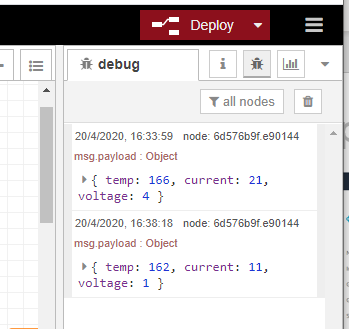 Deploy
debug
all nodes
20/4/2020, 16:33:59 node: 6d576b9f.e90144
msg.payload : Object
{ temp: 166, current: 21,
voltage: 4 }
20/4/2020, 16:38:18 node: 6d576b9f.e90144
msg.payload : Object
{ temp: 162, current: 11,
voltage: 1 }